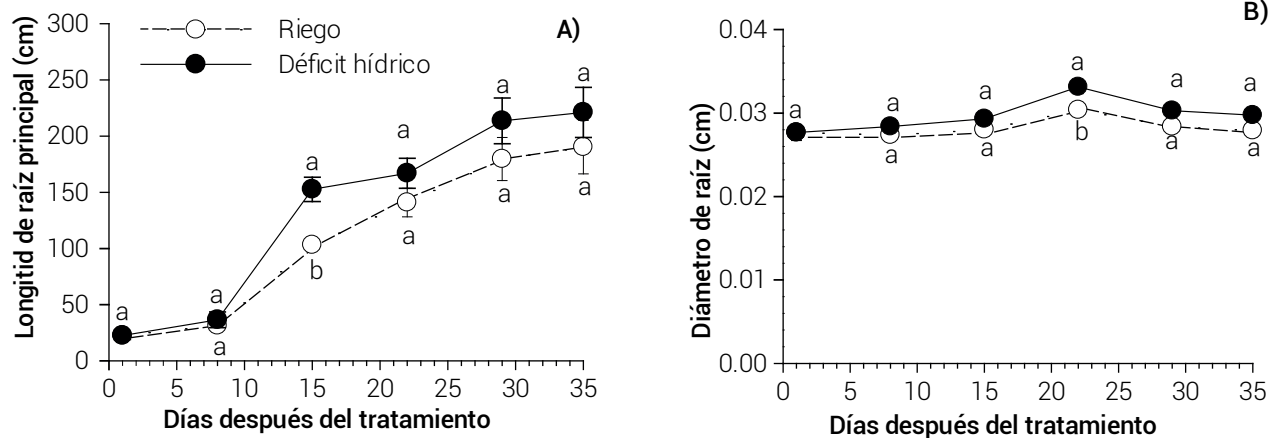 A)
Riego
Déficit hídrico
Longitid de raíz principal (cm)
300
250
200
150
100
50
0
a
a
a
a
a
a
a
b
a
a
a
0 5 10 15 20 25 30 35
Días después del tratamiento
B)
Diámetro de raíz (cm)
0.04
0.03
0.02
0.01
0.00
a
a
a
a
a
a
a
a
b
a
a
0 5 10 15 20 25 30 35
Días después del tratamiento